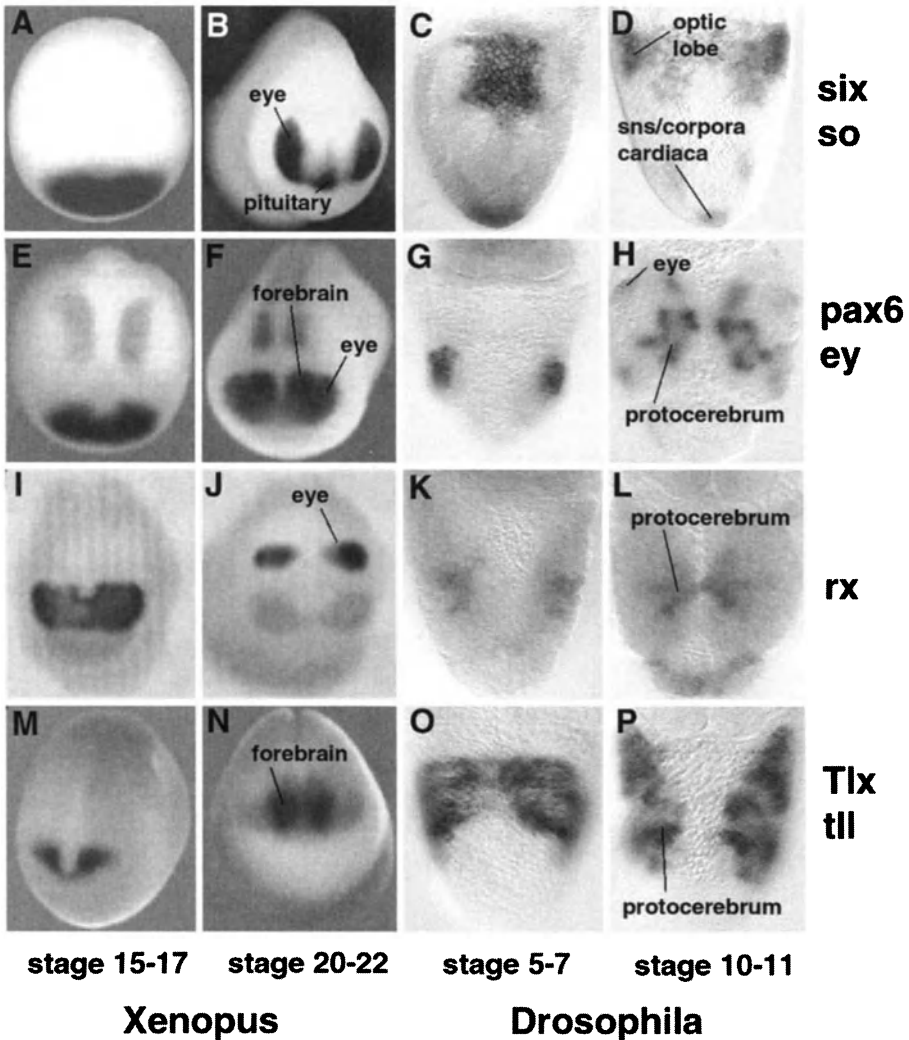 A
B
eye
pituitary
C
D
optic
lobe
sns/corpora
cardiaca
six
so
E
F
forebrain
eye
G
H
eye
protocerebrum
pax6
ey
I
J
eye
K
L
protocerebrum
rx
M
N
forebrain
O
P
protocerebrum
Tlx
tll
stage 15-17
stage 20-22
stage 5-7
stage 10-11
Xenopus
Drosophila